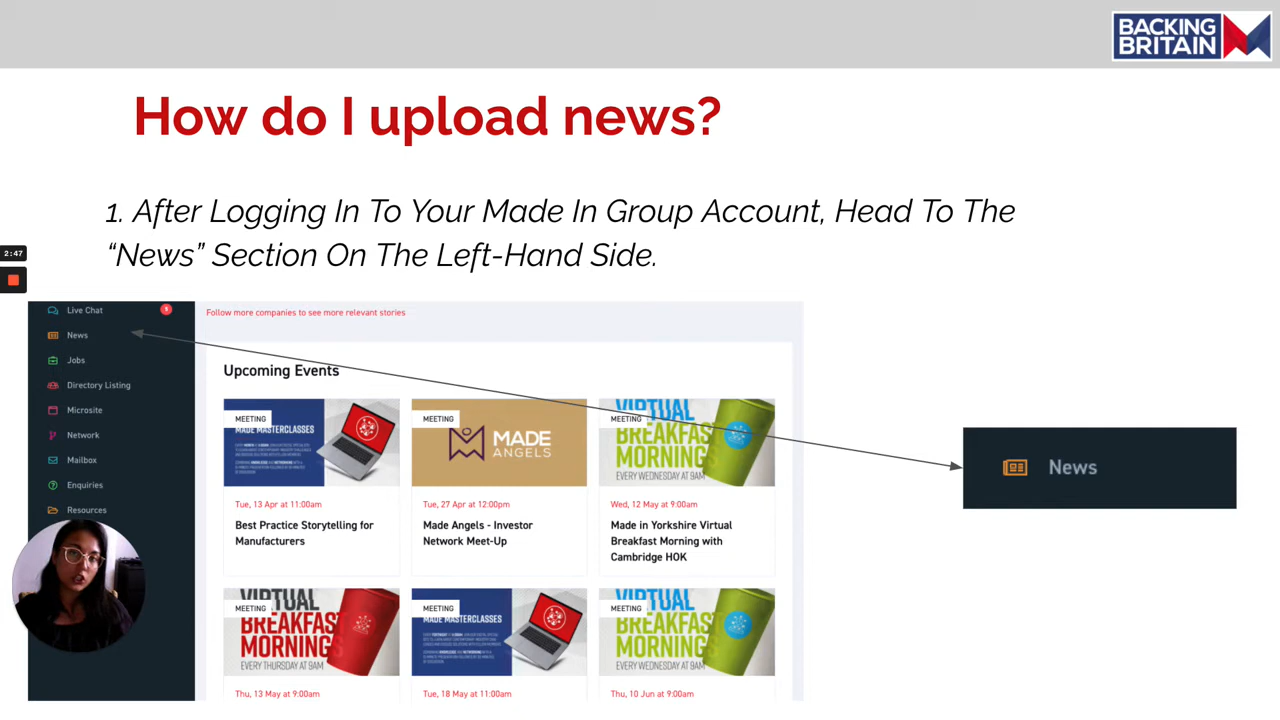 BACKING
BRITAIN
How do I upload news?
1. After Logging In To Your Made In Group Account, Head To The
“News” Section On The Left-Hand Side.
2:47
Live Chat
News
Jobs
Directory Listing
Microsite
Network
Mailbox
Enquiries
Resources
Follow more companies to see more relevant stories
Upcoming Events
MEETING
MADE MASTERCLASSES
Tue, 13 Apr at 11:00am
Best Practice Storytelling for
Manufacturers
MEETING
MADE
ANGELS
Tue, 27 Apr at 12:00pm
Made Angels - Investor
Network Meet-Up
MEETING
VIRTUAL
BREAKFAST
MORNINGS
EVERY WEDNESDAY AT 9AM
Wed, 12 May at 9:00am
Made in Yorkshire Virtual
Breakfast Morning with
Cambridge HOK
MEETING
VIRTUAL
BREAKFAST
MORNINGS
EVERY THURSDAY AT 9AM
Thu, 13 May at 9:00am
MEETING
MADE MASTERCLASSES
Tue, 18 May at 11:00am
MEETING
VIRTUAL
BREAKFAST
MORNINGS
EVERY WEDNESDAY AT 9AM
Thu, 10 Jun at 9:00am
News